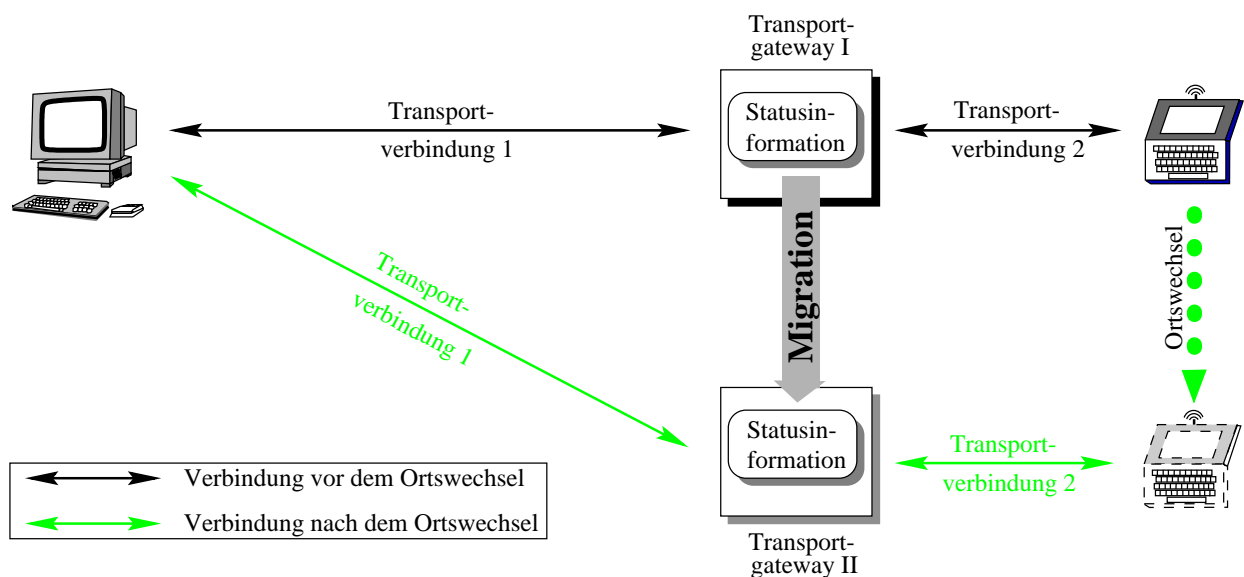 Transport-
gateway I
Transport-
verbindung 1
Statusin-
formation
Transport-
verbindung 2
Migration
Ortswechsel
Transport-
verbindung 1
Statusin-
formation
Transport-
verbindung 2
Verbindung vor dem Ortswechsel
Verbindung nach dem Ortswechsel
Transport-
gateway II